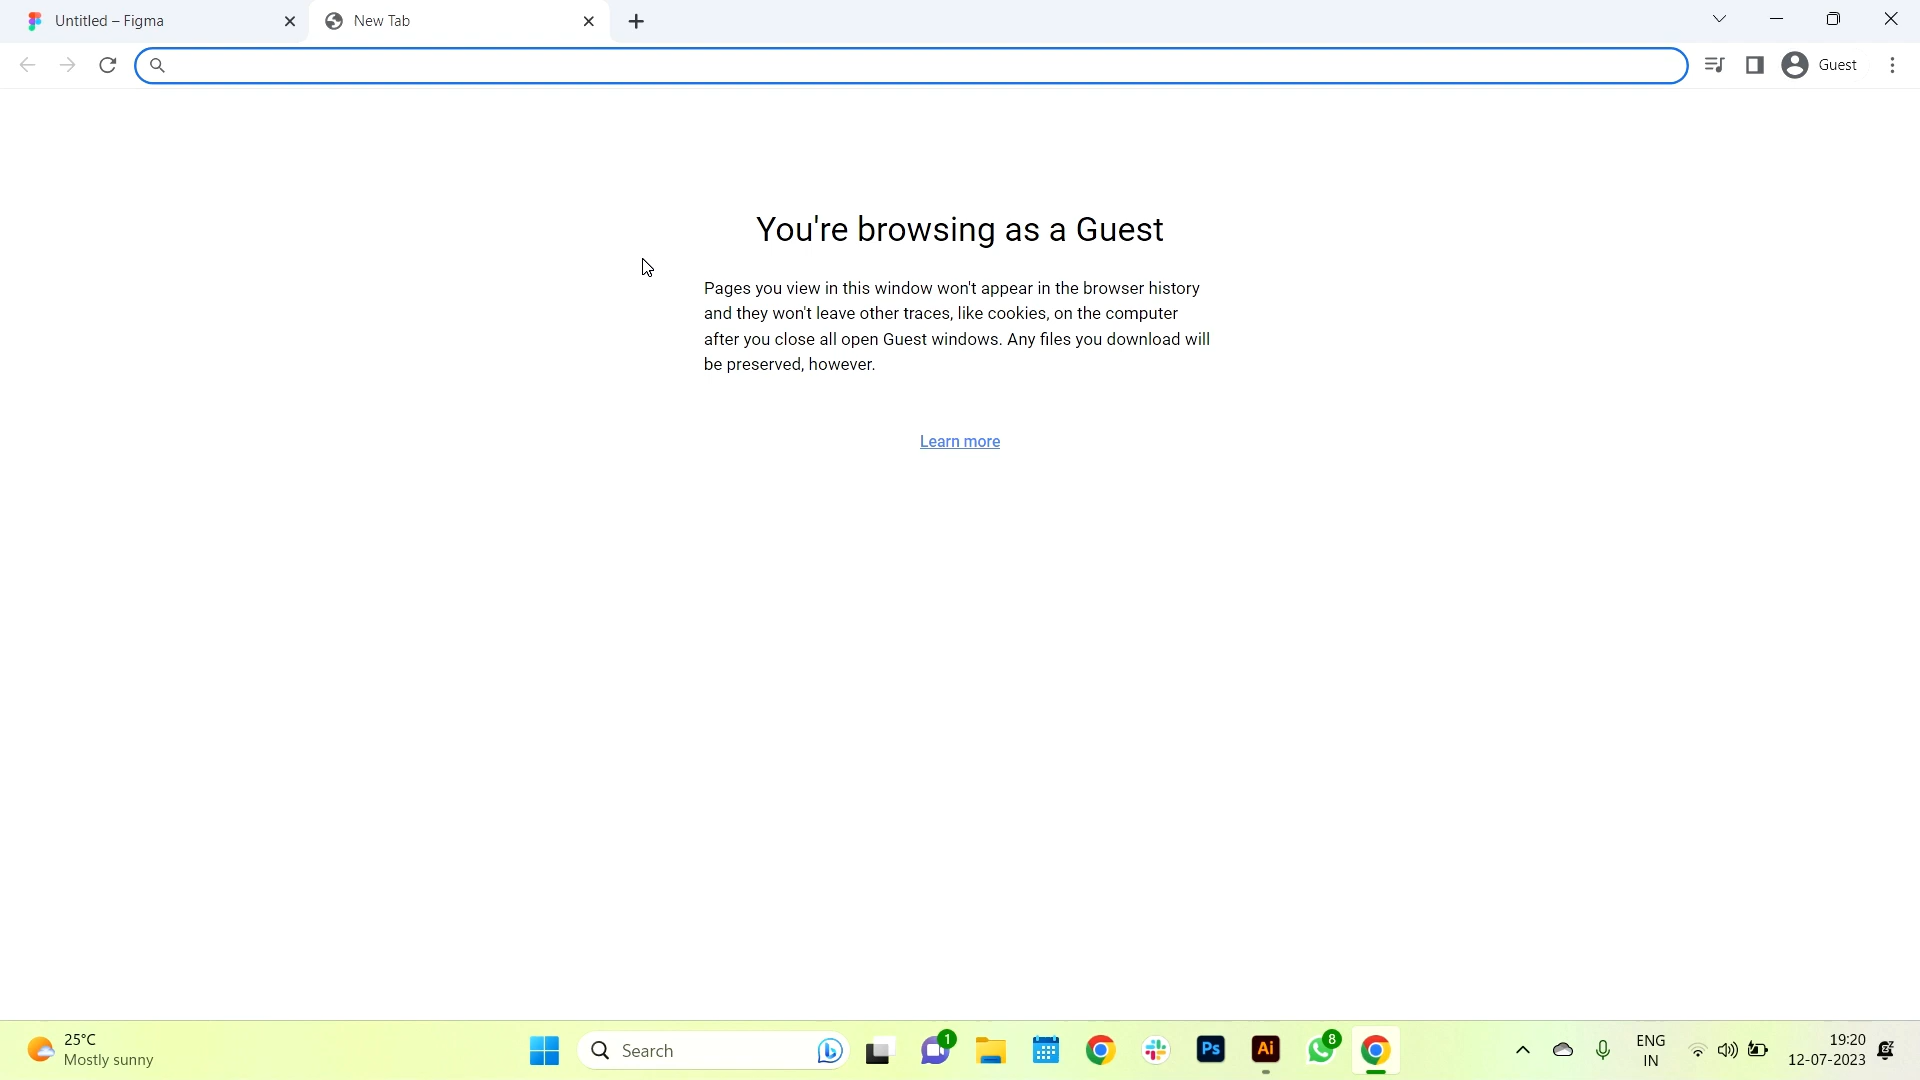 Untitled – Figma
New Tab
Guest
You're browsing as a Guest
Pages you view in this window won't appear in the browser history
and they won't leave other traces, like cookies, on the computer
after you close all open Guest windows. Any files you download will
be preserved, however.
Learn more
25°C
Mostly sunny
Search
1
Ps
Ai
8
ENG
IN
19:20
12-07-2023